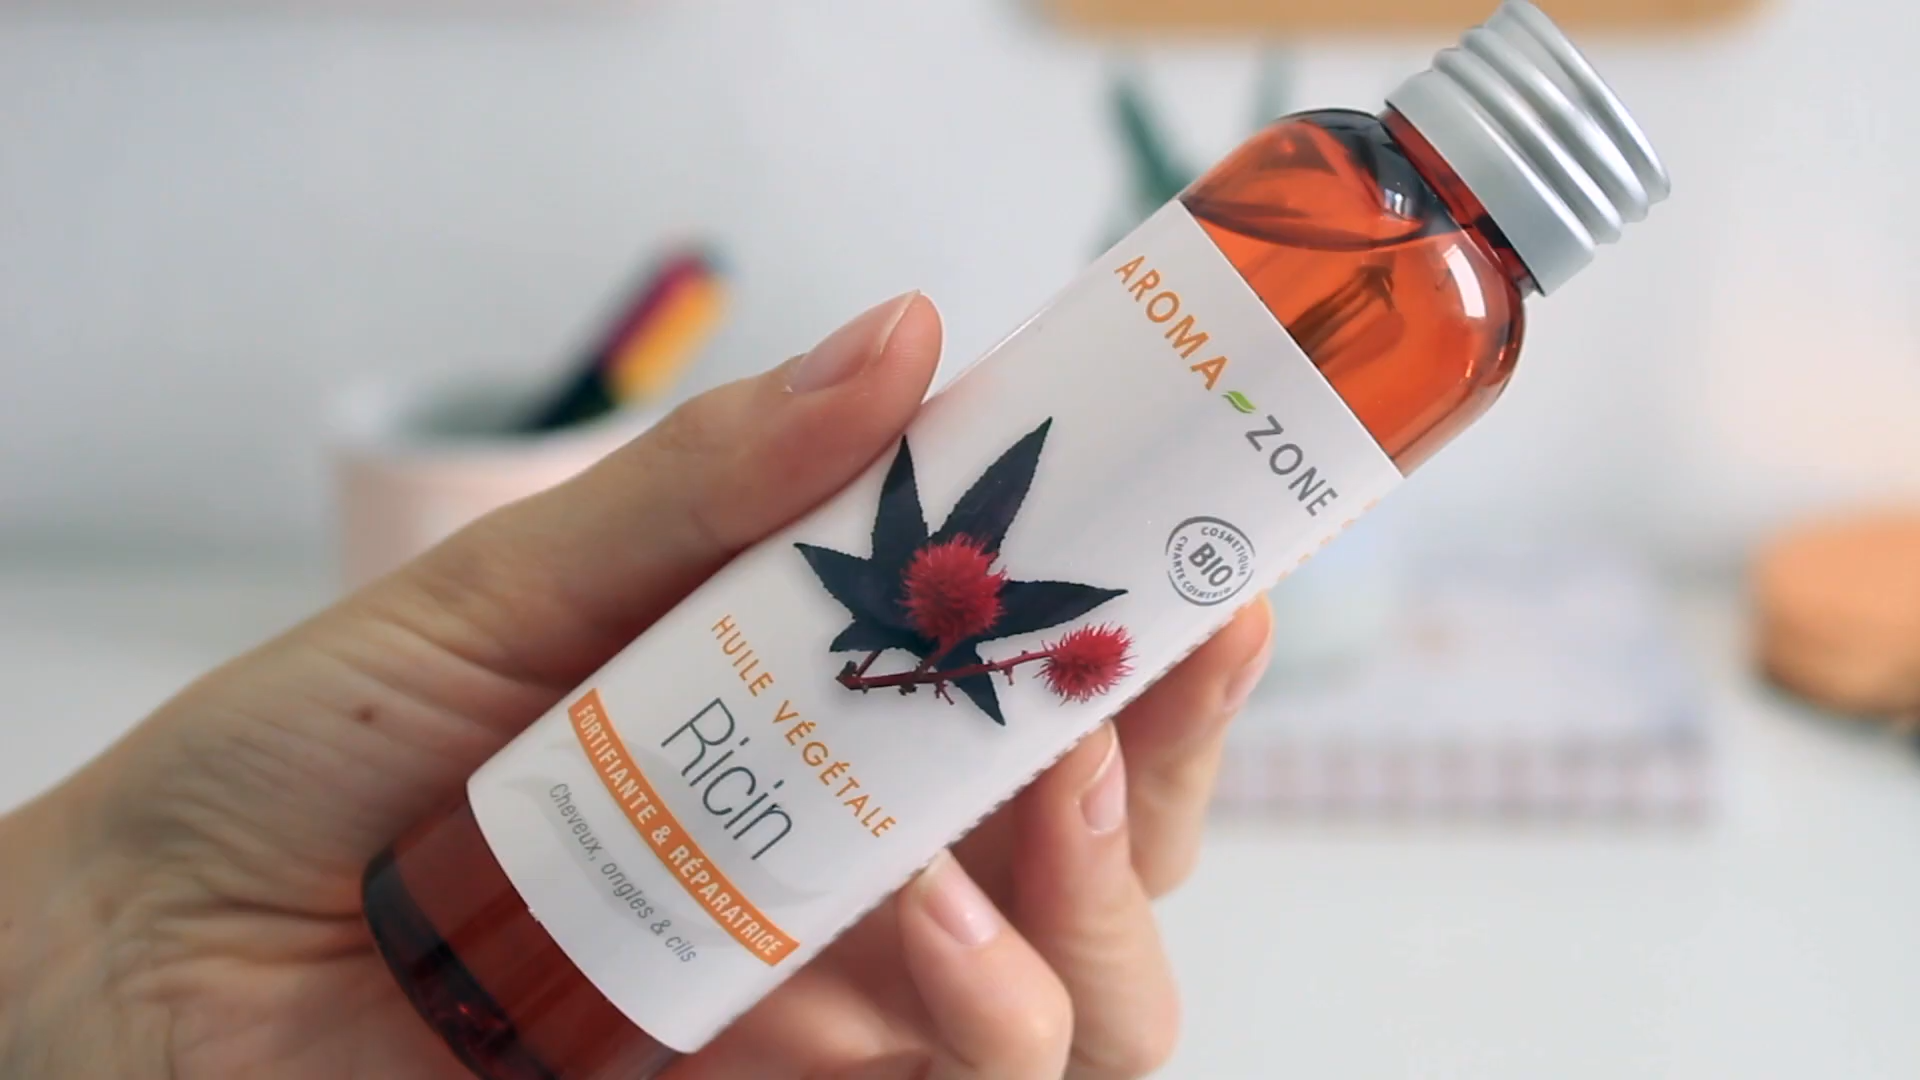 AROMA ZONE
COSMETIQUE
BIO
CHARTE COSMEBIO
HUILE VÉGÉTALE
Ricin
FORTIFIANTE & RÉPARATRICE
Cheveux, ongles & cils